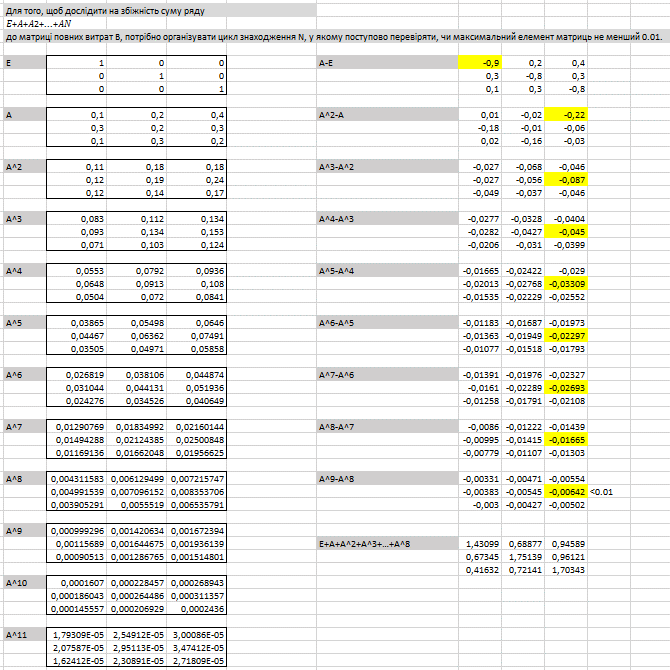 Для того, щоб дослідити на збіжність суму ряду
E+A+A2+...+AN
до матриці повних витрат B, потрібно організувати цикл знаходження N, у якому поступово перевіряти, чи максимальний елемент матриць не менший 0.01.
E 1 0 0 A-E -0,9 0,2 0,4
0 1 0 0,3 -0,8 0,3
0 0 1 0,1 0,3 -0,8
A 0,1 0,2 0,4 A^2-A 0,01 -0,02 -0,22
0,3 0,2 0,3 -0,18 -0,01 -0,06
0,1 0,3 0,2 0,02 -0,16 -0,03
A^2 0,11 0,18 0,18 A^3-A^2 -0,027 -0,068 -0,046
0,12 0,19 0,24 -0,027 -0,056 -0,087
0,12 0,14 0,17 -0,049 -0,037 -0,046
A^3 0,083 0,112 0,134 A^4-A^3 -0,0277 -0,0328 -0,0404
0,093 0,134 0,153 -0,0282 -0,0427 -0,045
0,071 0,103 0,124 -0,0206 -0,031 -0,0399
A^4 0,0553 0,0792 0,0936 A^5-A^4 -0,01665 -0,02422 -0,029
0,0648 0,0913 0,108 -0,02013 -0,02768 -0,03309
0,0504 0,072 0,0841 -0,01535 -0,02229 -0,02552
A^5 0,03865 0,05498 0,0646 A^6-A^5 -0,01183 -0,01687 -0,01973
0,04467 0,06362 0,07491 -0,01363 -0,01949 -0,02297
0,03505 0,04971 0,05858 -0,01077 -0,01518 -0,01793
A^6 0,026819 0,038106 0,044874 A^7-A^6 -0,01391 -0,01976 -0,02327
0,031044 0,044131 0,051936 -0,0161 -0,02289 -0,02693
0,024276 0,034526 0,040649 -0,01258 -0,01791 -0,02108
A^7 0,01290769 0,01834992 0,02160144 A^8-A^7 -0,0086 -0,01222 -0,01439
0,01494288 0,02124385 0,02500848 -0,00995 -0,01415 -0,01665
0,01169136 0,01662048 0,01956625 -0,00779 -0,01107 -0,01303
A^8 0,004311583 0,006129499 0,007215747 A^9-A^8 -0,00331 -0,00471 -0,00554
0,004991539 0,007096152 0,008353706 -0,00383 -0,00545 -0,00642 <0.01
0,003905291 0,0055519 0,006535791 -0,003 -0,00427 -0,00502
A^9 0,000999296 0,001420634 0,001672394
0,00115689 0,001644675 0,001936139 E+A+A^2+A^3+...+A^8 1,43099 0,68877 0,94589
0,00090513 0,001286765 0,001514801 0,67345 1,75139 0,96121
0,41632 0,72141 1,70343
A^10 0,0001607 0,000228457 0,000268943
0,000186043 0,000264486 0,000311357
0,000145557 0,000206929 0,0002436
A^11 1,79309E-05 2,54912E-05 3,00086E-05
2,07587E-05 2,95113E-05 3,47412E-05
1,62412E-05 2,30891E-05 2,71809E-05